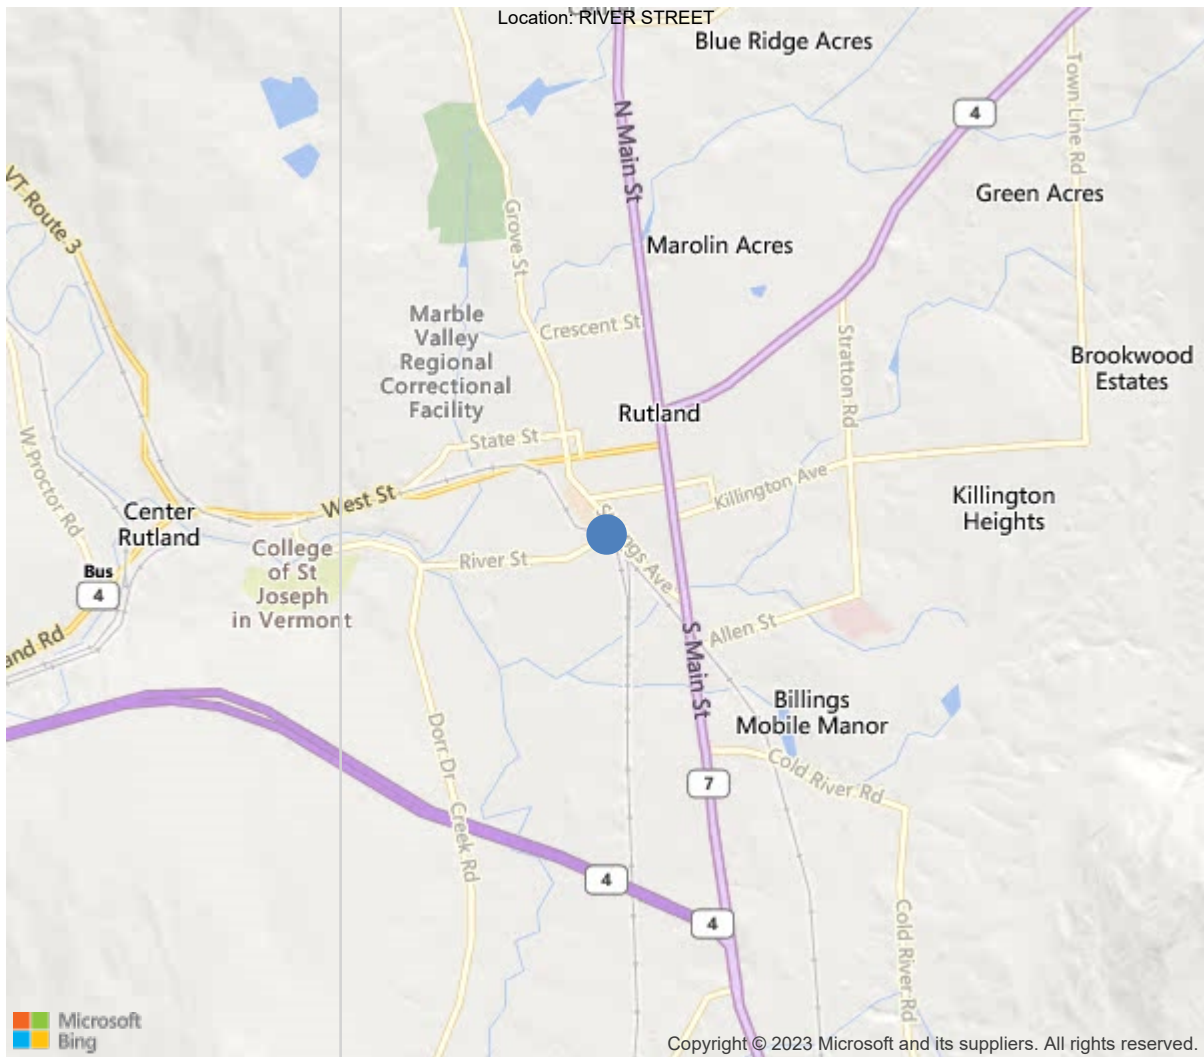 Location: RIVER STREET
Blue Ridge Acres
4
Town Line Rd
N Main St
VT Route 3
Green Acres
Grove St
Marolin Acres
Marble
Valley
Regional
Correctional
Facility
Crescent St
Stratton Rd
Brookwood
Estates
Rutland
State St
W Proctor Rd
West St
Killington Ave
Killington
Heights
Center
Rutland
College
of St
Joseph
in Vermont
River St
Ave
Bus
4
Allen St
Rd
S Main St
Billings
Mobile Manor
Dorr Dr
Cold River Rd
7
Creek Rd
4
4
Cold River Rd
Microsoft
Bing
Copyright © 2023 Microsoft and its suppliers. All rights reserved.